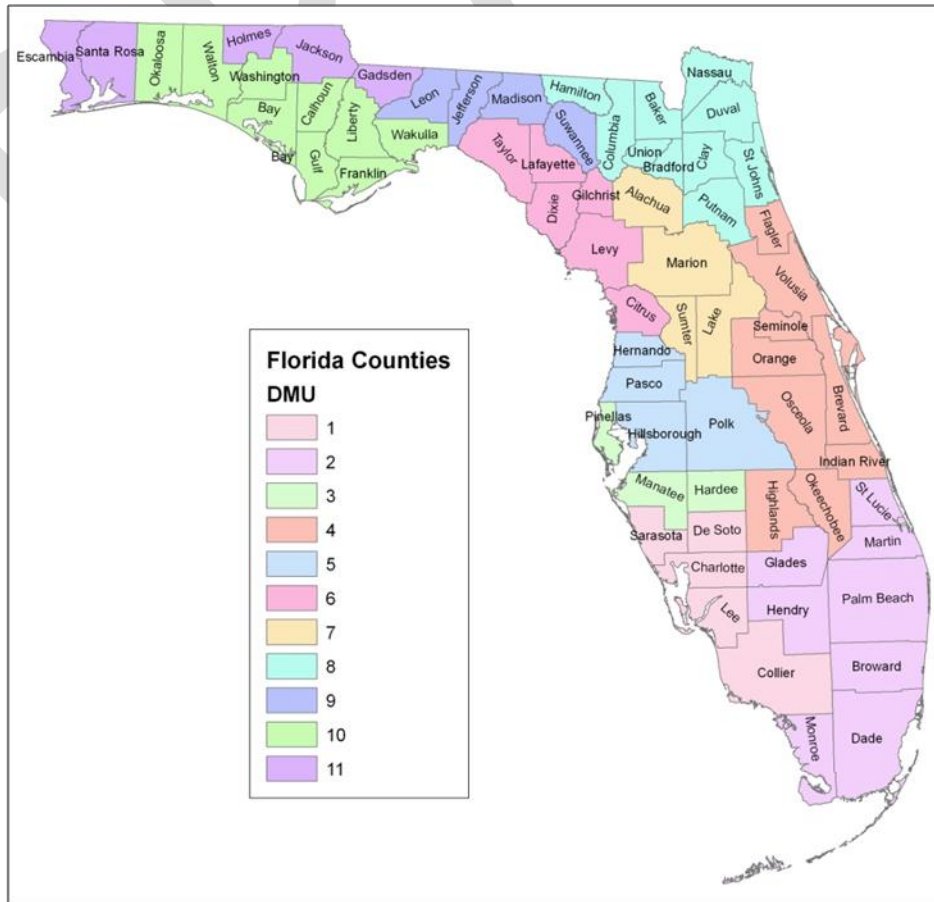 Escambia
Santa Rosa
Okaloosa
Walton
Holmes
Washington
Jackson
Bay
Bay
Calhoun
Gulf
Liberty
Franklin
Gadsden
Leon
Wakulla
Jefferson
Madison
Taylor
Hamilton
Suwannee
Lafayette
Dixie
Columbia
Gilchrist
Levy
Baker
Union
Bradford
Nassau
Duval
Clay
St Johns
Putnam
Alachua
Flagler
Marion
Volusia
Citrus
Sumter
Lake
Seminole
Hernando
Orange
Pasco
Brevard
Osceola
Pinellas
Hillsborough
Polk
Indian River
Manatee
Hardee
Highlands
Okeechobee
St Lucie
Sarasota
De Soto
Martin
Charlotte
Glades
Lee
Hendry
Palm Beach
Collier
Broward
Monroe
Dade
Florida Counties
DMU
1
2
3
4
5
6
7
8
9
10
11